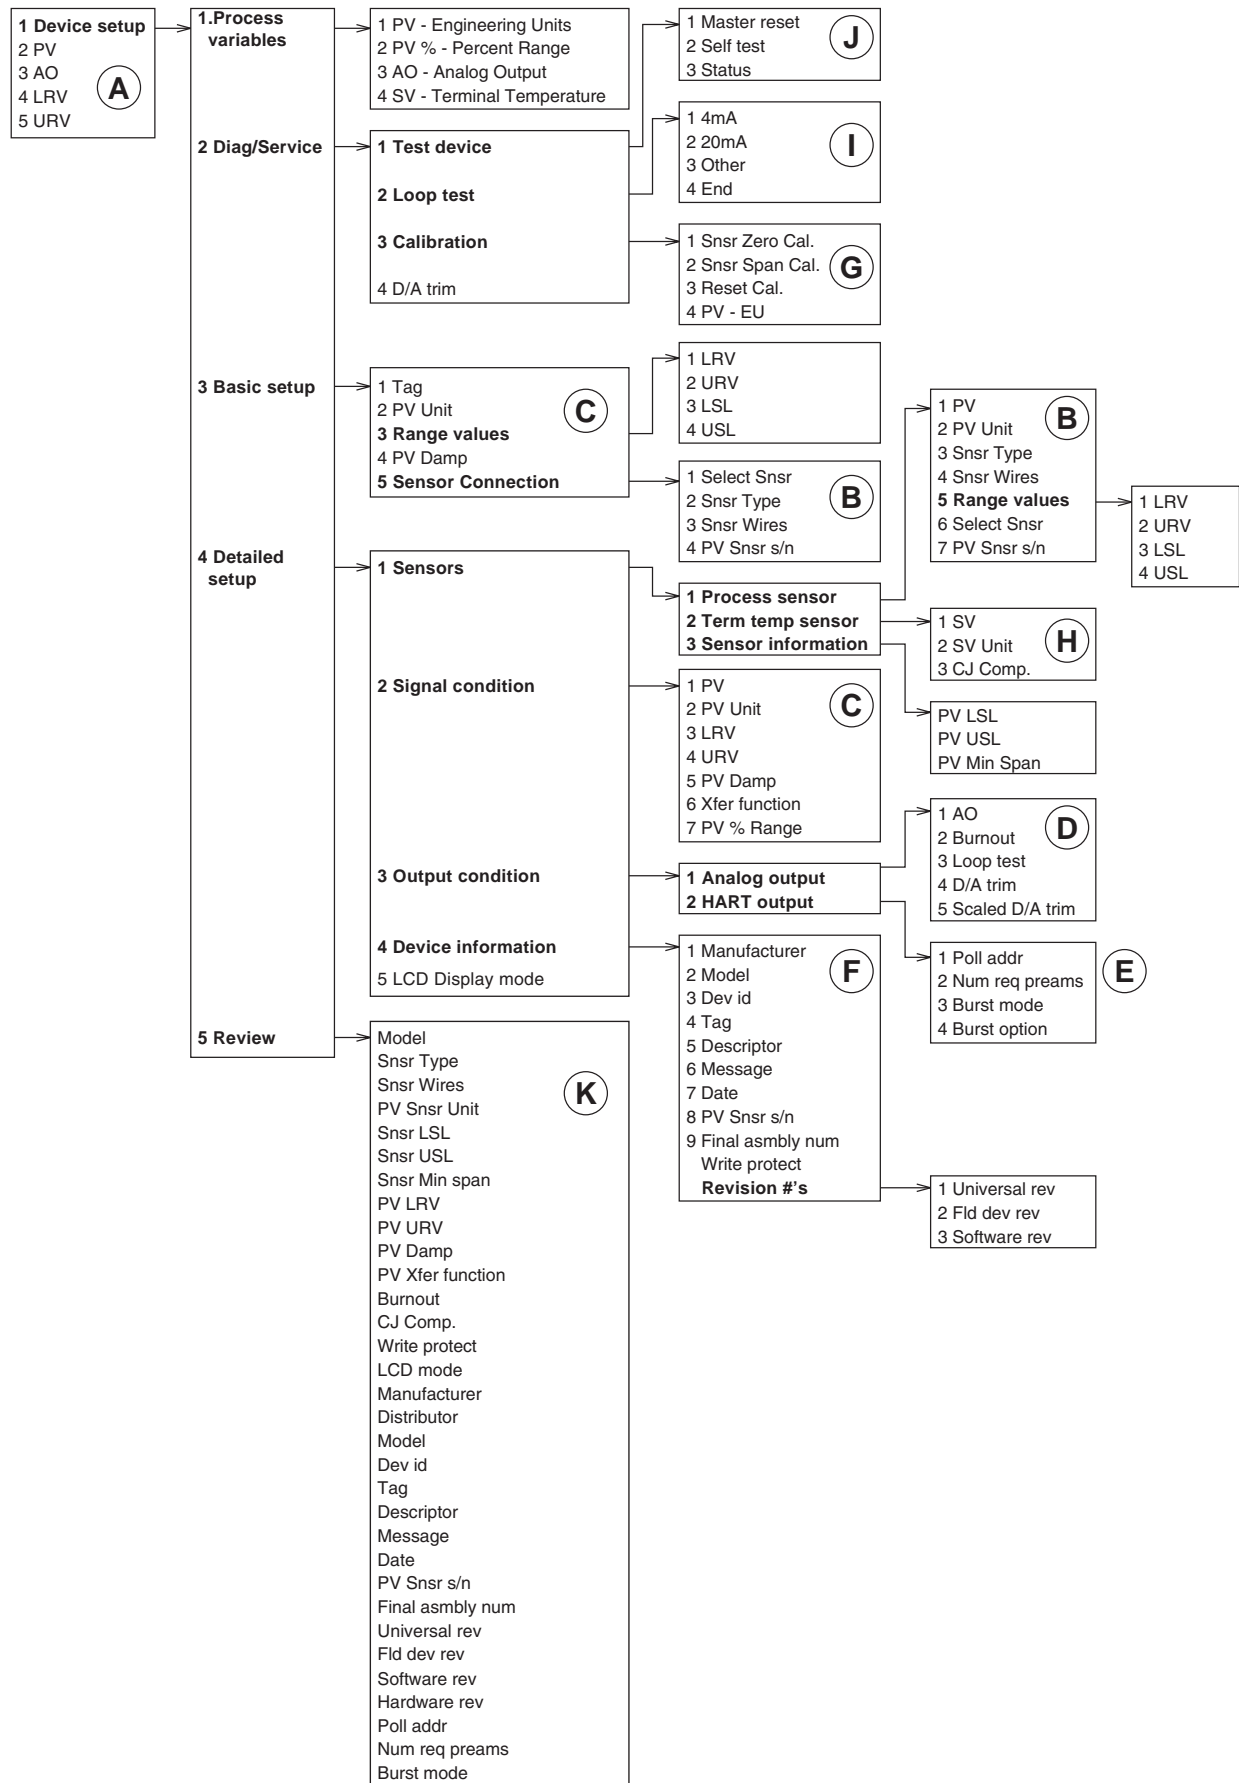 1 Device setup
2 PV
3 AO
4 LRV
5 URV
A
1.Process
variables
2 Diag/Service
3 Basic setup
4 Detailed
setup
5 Review
1 PV - Engineering Units
2 PV % - Percent Range
3 AO - Analog Output
4 SV - Terminal Temperature
1 Test device
2 Loop test
3 Calibration
4 D/A trim
1 Master reset
2 Self test
3 Status
J
1 4mA
2 20mA
3 Other
4 End
I
1 Snsr Zero Cal.
2 Snsr Span Cal.
3 Reset Cal.
4 PV - EU
G
1 Tag
2 PV Unit
3 Range values
4 PV Damp
5 Sensor Connection
C
1 LRV
2 URV
3 LSL
4 USL
1 Select Snsr
2 Snsr Type
3 Snsr Wires
4 PV Snsr s/n
B
1 Sensors
2 Signal condition
3 Output condition
4 Device information
5 LCD Display mode
1 Process sensor
2 Term temp sensor
3 Sensor information
1 PV
2 PV Unit
3 Snsr Type
4 Snsr Wires
5 Range values
6 Select Snsr
7 PV Snsr s/n
B
1 LRV
2 URV
3 LSL
4 USL
1 SV
2 SV Unit
3 CJ Comp.
H
PV LSL
PV USL
PV Min Span
1 PV
2 PV Unit
3 LRV
4 URV
5 PV Damp
6 Xfer function
7 PV % Range
C
1 Analog output
2 HART output
1 AO
2 Burnout
3 Loop test
4 D/A trim
5 Scaled D/A trim
D
1 Poll addr
2 Num req preams
3 Burst mode
4 Burst option
E
1 Manufacturer
2 Model
3 Dev id
4 Tag
5 Descriptor
6 Message
7 Date
8 PV Snsr s/n
9 Final asmbly num
Write protect
Revision #'s
F
1 Universal rev
2 Fld dev rev
3 Software rev
Model
Snsr Type
Snsr Wires
PV Snsr Unit
Snsr LSL
Snsr USL
Snsr Min span
PV LRV
PV URV
PV Damp
PV Xfer function
Burnout
CJ Comp.
Write protect
LCD mode
Manufacturer
Distributor
Model
Dev id
Tag
Descriptor
Message
Date
PV Snsr s/n
Final asmbly num
Universal rev
Fld dev rev
Software rev
Hardware rev
Poll addr
Num req preams
Burst mode
K